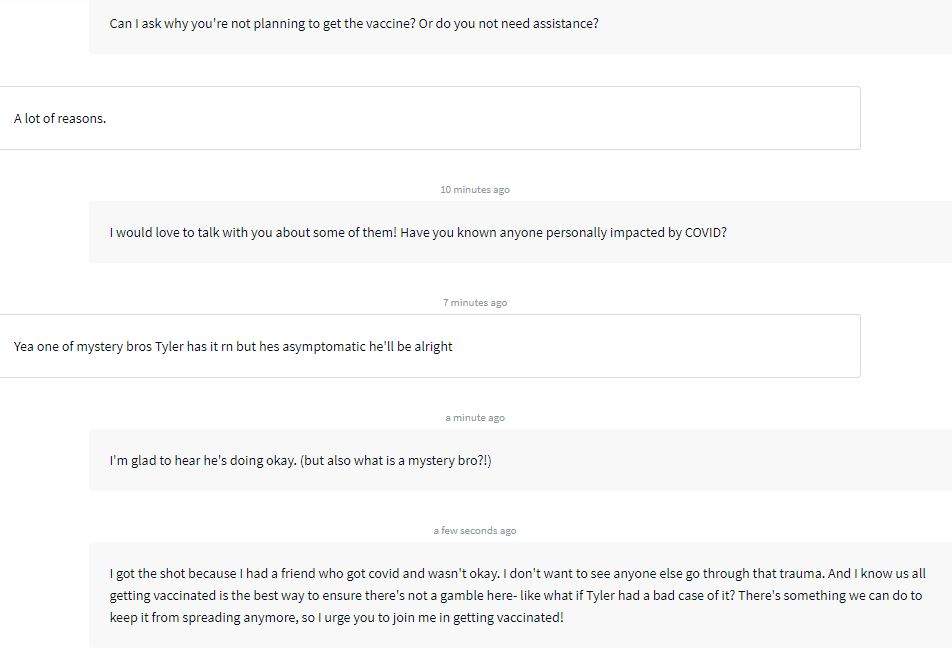 Can I ask why you're not planning to get the vaccine? Or do you not need assistance?
A lot of reasons.
10 minutes ago
I would love to talk with you about some of them! Have you known anyone personally impacted by COVID?
7 minutes ago
Yea one of mystery bros Tyler has it rn but hes asymptomatic he'll be alright
a minute ago
I'm glad to hear he's doing okay. (but also what is a mystery bro?!)
a few seconds ago
I got the shot because I had a friend who got covid and wasn't okay. I don't want to see anyone else go through that trauma. And I know us all
getting vaccinated is the best way to ensure there's not a gamble here- like what if Tyler had a bad case of it? There's something we can do to
keep it from spreading anymore, so I urge you to join me in getting vaccinated!